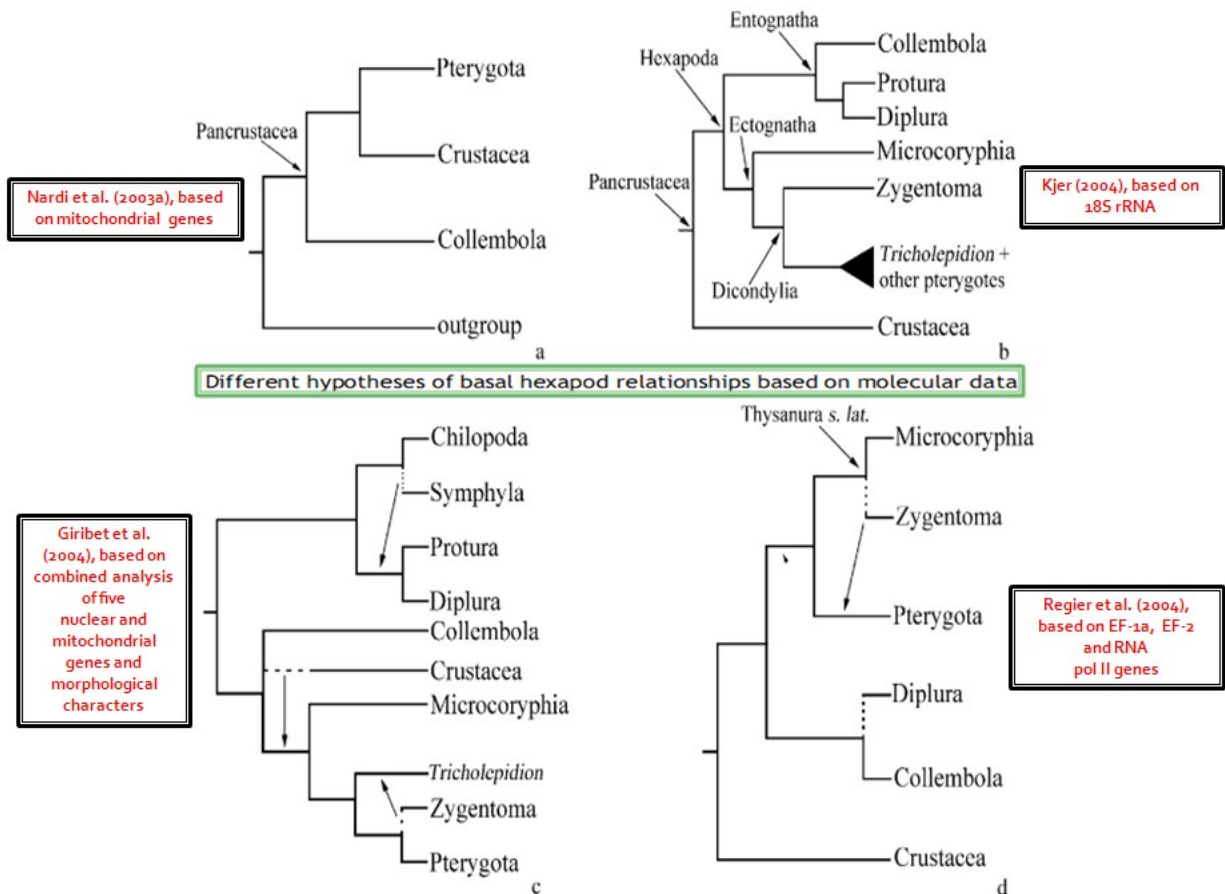 Pterygota
Pancrustacea
Crustacea
Nardi et al. (2003a), based
on mitochondrial genes
Collembola
outgroup
a
Entognatha
Hexapoda
Collembola
Protura
Diplura
Ectognatha
Microcoryphia
Zygentoma
Pancrustacea
Tricholepidion +
other pterygotes
Dicondylia
Crustacea
b
Kjer (2004), based on
18S rRNA
Different hypotheses of basal hexapod relationships based on molecular data
Chilopoda
Symphyla
Protura
Diplura
Collembola
Crustacea
Microcoryphia
Tricholepidion
Zygentoma
Pterygota
c
Giribet et al.
(2004), based on
combined analysis
of five
nuclear and
mitochondrial
genes and
morphological
characters
Thysanura s. lat.
Microcoryphia
Zygentoma
Pterygota
Diplura
Collembola
Crustacea
d
Regier et al. (2004),
based on EF-1a, EF-2
and RNA
pol II genes